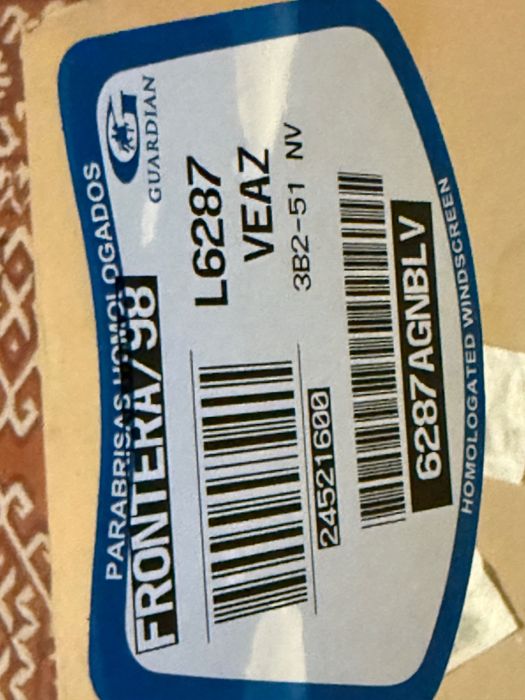 PARABRISAS HOMOLOGADOS
FRONTERA/98
GUARDIAN
L6287
VEAZ
3B2-51 NV
24521600
6287AGNBLV
HOMOLOGATED WINDSCREEN